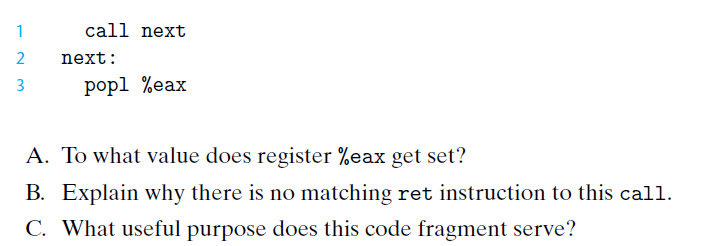 1 call next
2 next:
3 popl %eax
A. To what value does register %eax get set?
B. Explain why there is no matching ret instruction to this call.
C. What useful purpose does this code fragment serve?